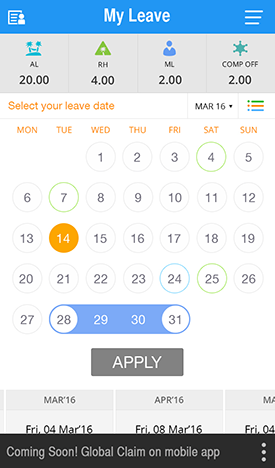 My Leave
AL RH ML COMP OFF
20.00 4.00 2.00 2.00
Select your leave date MAR 16
MON TUE WED THU FRI SAT SUN
1 2 3 4 5
6 7 8 9 10 11 12
13 14 15 16 17 18 19
20 21 22 23 24 25 26
27 28 29 30 31
APPLY
MAR'16 APR'16
Fri, 04 Mar'16 Fri, 08 Mar'16
Coming Soon! Global Claim on mobile app